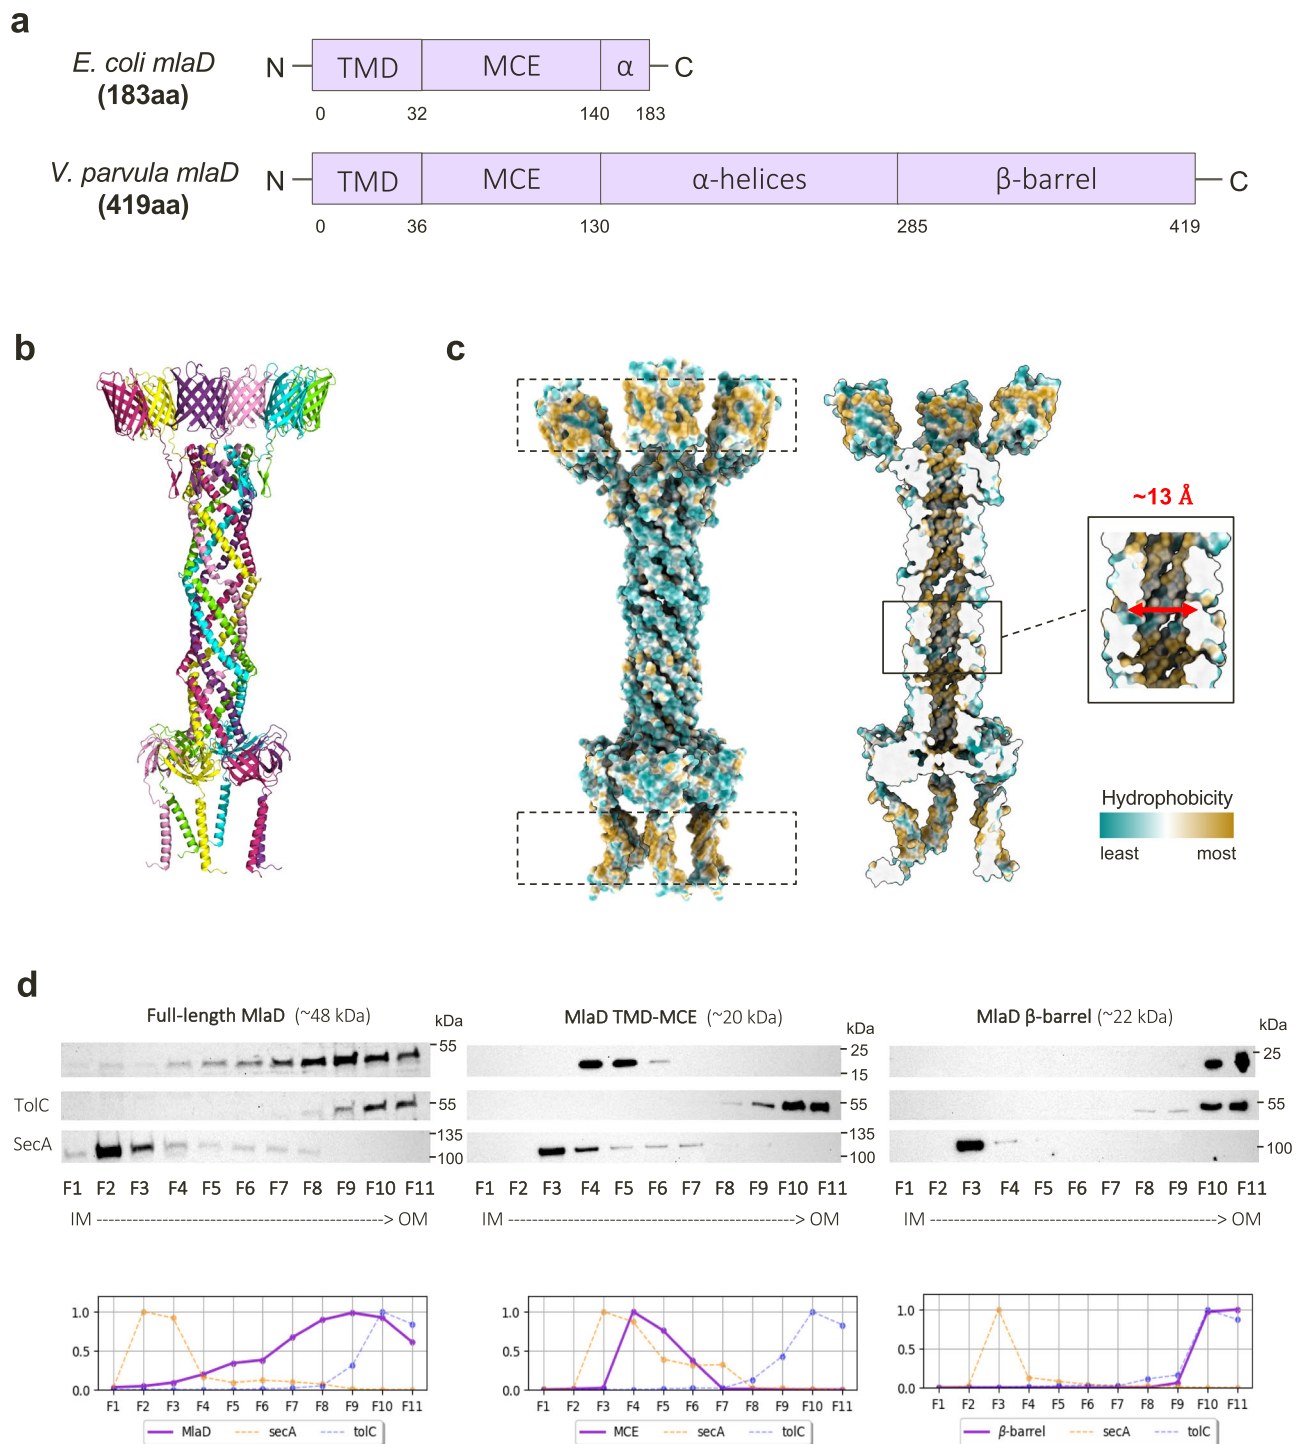 a
E. coli mlaD
(183aa)
N TMD MCE α C
0 32 140 183
V. parvula mlaD
(419aa)
N TMD MCE α-helices β-barrel C
0 36 130 285 419
b
c
~13 Å
Hydrophobicity
least most
d
Full-length MlaD (~48 kDa)
kDa
55
TolC
55
SecA
135
100
F1 F2 F3 F4 F5 F6 F7 F8 F9 F10 F11
IM ------------------------------------------------> OM
MlaD TMD-MCE (~20 kDa)
kDa
25
15
55
135
100
F1 F2 F3 F4 F5 F6 F7 F8 F9 F10 F11
IM ------------------------------------------------> OM
MlaD β-barrel (~22 kDa)
kDa
25
55
100
F1 F2 F3 F4 F5 F6 F7 F8 F9 F10 F11
IM ------------------------------------------------> OM
1.0
0.5
0.0
F1 F2 F3 F4 F5 F6 F7 F8 F9 F10 F11
MlaD secA tolC
1.0
0.5
0.0
F1 F2 F3 F4 F5 F6 F7 F8 F9 F10 F11
MCE secA tolC
1.0
0.5
0.0
F1 F2 F3 F4 F5 F6 F7 F8 F9 F10 F11
β-barrel secA tolC